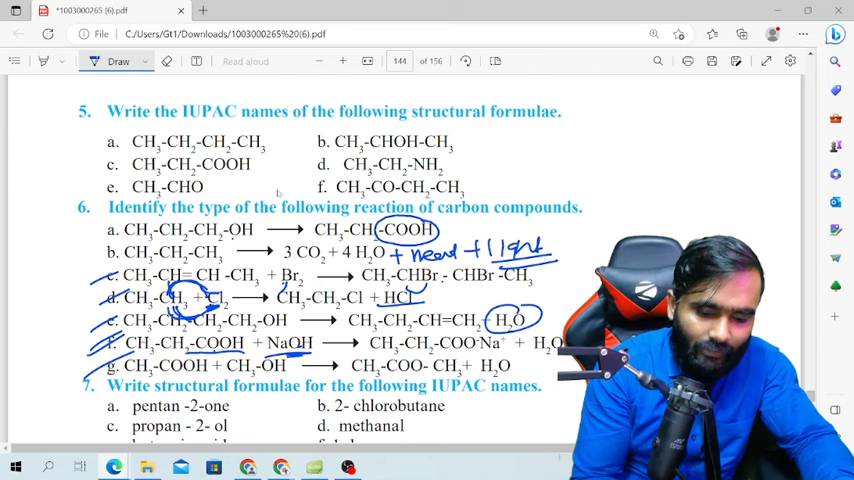 *1003000265 (6).pdf
File C:/Users/Gt1/Downloads/1003000265%20(6).pdf
Draw Read aloud 144 of 156
5. Write the IUPAC names of the following structural formulae.
a. CH₃-CH₂-CH₂-CH₃ b. CH₃-CHOH-CH₃
c. CH₃-CH₂-COOH d. CH₃-CH₂-NH₂
e. CH₃-CHO f. CH₃-CO-CH₂-CH₃
6. Identify the type of the following reaction of carbon compounds.
a. CH₃-CH₂-CH₂-OH ⟶ CH₃-CH₂-COOH
b. CH₃-CH₂-CH₃ ⟶ 3 CO₂ + 4 H₂O + heat + light
c. CH₃-CH= CH -CH₃ + Br₂ ⟶ CH₃-CHBr - CHBr -CH₃
d. CH₃-CH₃ + Cl₂ ⟶ CH₃-CH₂-Cl + HCl
e. CH₃-CH₂-CH₂-CH₂-OH ⟶ CH₃-CH₂-CH=CH₂+ H₂O
f. CH₃-CH₂-COOH + NaOH ⟶ CH₃-CH₂-COO⁻Na⁺ + H₂O
g. CH₃-COOH + CH₃-OH ⟶ CH₃-COO- CH₃+ H₂O
7. Write structural formulae for the following IUPAC names.
a. pentan -2-one b. 2- chlorobutane
c. propan - 2- ol d. methanal